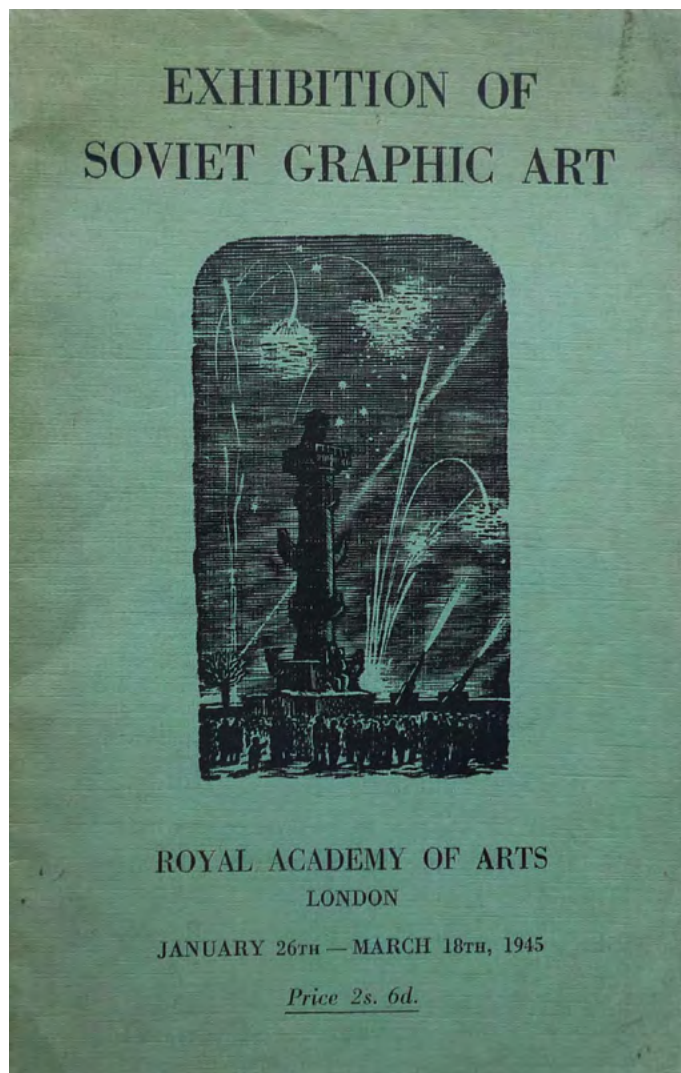 EXHIBITION OF
SOVIET GRAPHIC ART
ROYAL ACADEMY OF ARTS
LONDON
JANUARY 26TH — MARCH 18TH, 1945
Price 2s. 6d.